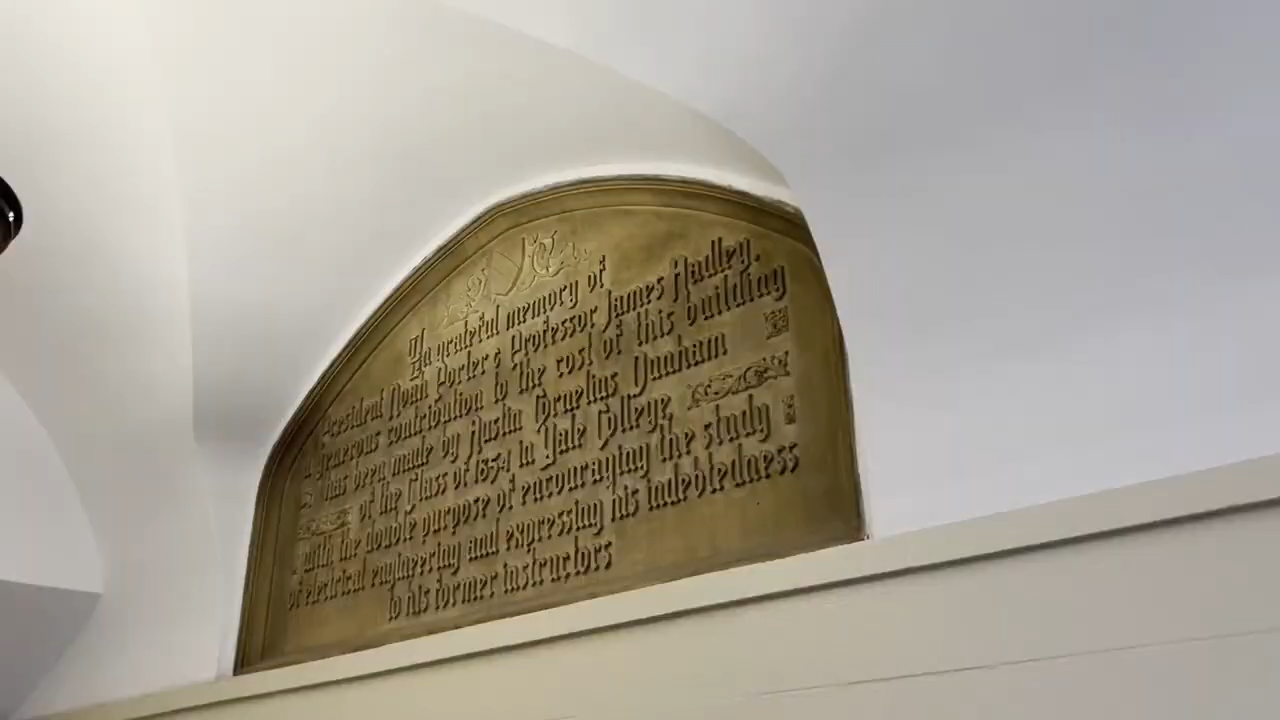 In grateful memory of
President Noah Porter & Professor James Hadley,
a generous contribution to the cost of this building
has been made by Austin Cornelius Dunham
of the Class of 1854 in Yale College,
with the double purpose of encouraging the study
of electrical engineering and expressing his indebtedness
to his former instructors